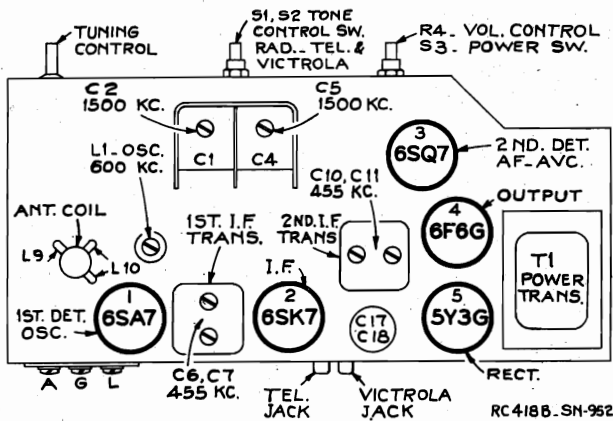 TUNING
CONTROL
S1, S2 TONE
CONTROL SW.
RAD.- TEL. &
VICTROLA
R4- VOL. CONTROL
S3- POWER SW.
C2
1500 KC.
C5
1500 KC.
C1
C4
3
6SQ7
2 ND. DET.
AF-AVC.
L1- OSC.
600 KC.
C10, C11
455 KC.
OUTPUT
4
6F6G
ANT. COIL
L9
L10
1ST. I.F.
TRANS.
2ND. I.F.
TRANS.
T1
POWER
TRANS.
I.F.
1ST. DET.
OSC.
1
6SA7
2
6SK7
C17
C18
5
5Y3G
A G L
C6, C7
455 KC.
TEL.
JACK
VICTROLA
JACK
RECT.
RC418B-SN-952